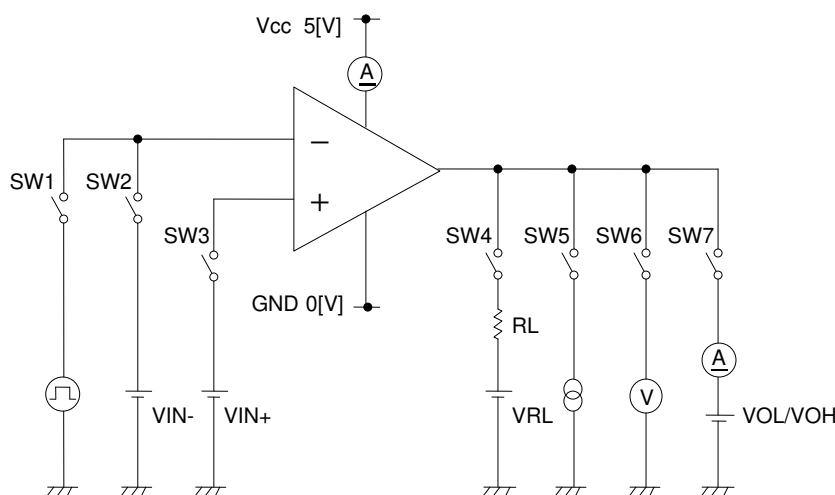 Vcc 5[V]
A
−
SW1
SW2
+
SW3
SW4
SW5
SW6
SW7
GND 0[V]
RL
A
V
VIN-
VIN+
VRL
VOL/VOH